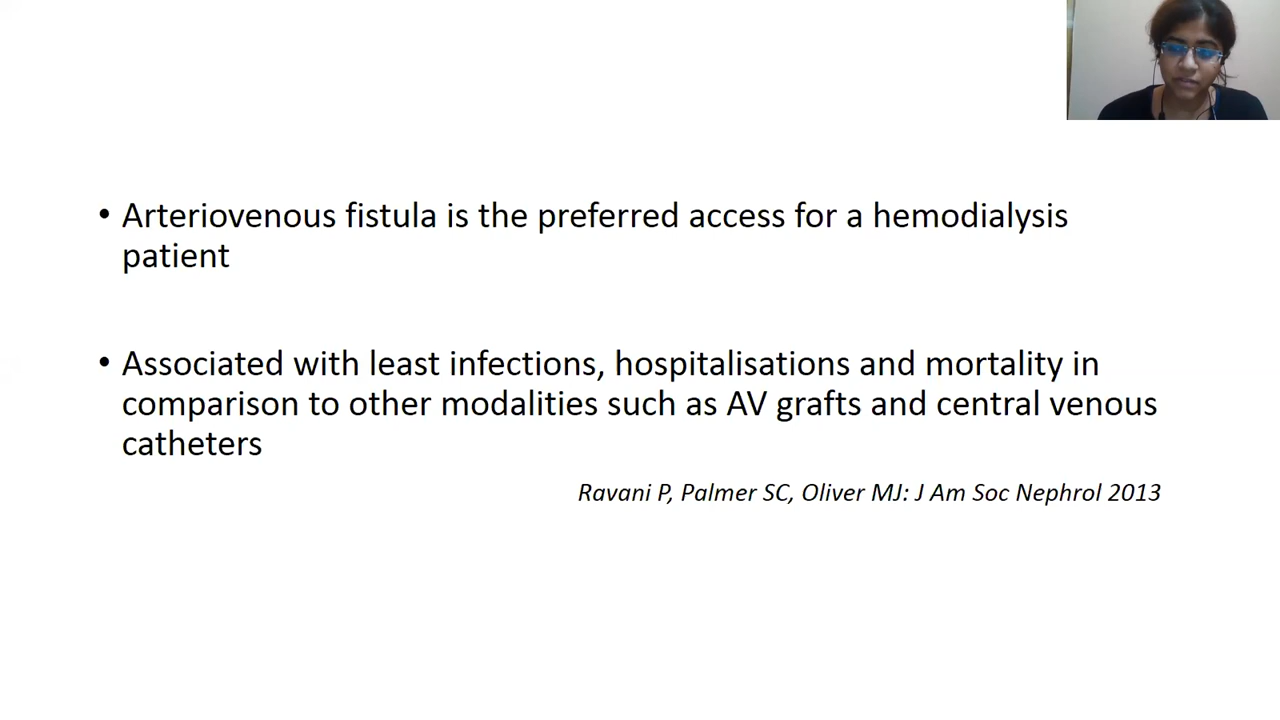 • Arteriovenous fistula is the preferred access for a hemodialysis
patient
• Associated with least infections, hospitalisations and mortality in
comparison to other modalities such as AV grafts and central venous
catheters
Ravani P, Palmer SC, Oliver MJ: J Am Soc Nephrol 2013